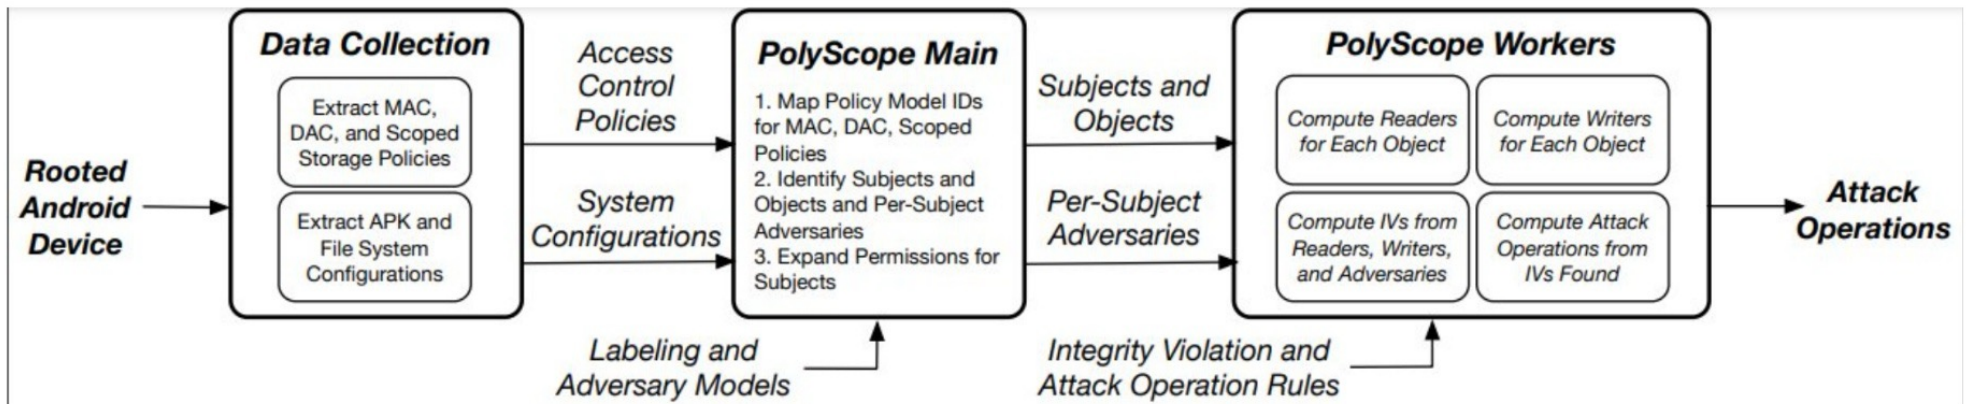 Rooted
Android
Device
Data Collection
Extract MAC,
DAC, and Scoped
Storage Policies
Extract APK and
File System
Configurations
Access
Control
Policies
System
Configurations
PolyScope Main
1. Map Policy Model IDs
for MAC, DAC, Scoped
Policies
2. Identify Subjects and
Objects and Per-Subject
Adversaries
3. Expand Permissions for
Subjects
Labeling and
Adversary Models
Subjects and
Objects
Per-Subject
Adversaries
PolyScope Workers
Compute Readers
for Each Object
Compute Writers
for Each Object
Compute IVs from
Readers, Writers,
and Adversaries
Compute Attack
Operations from
IVs Found
Integrity Violation and
Attack Operation Rules
Attack
Operations